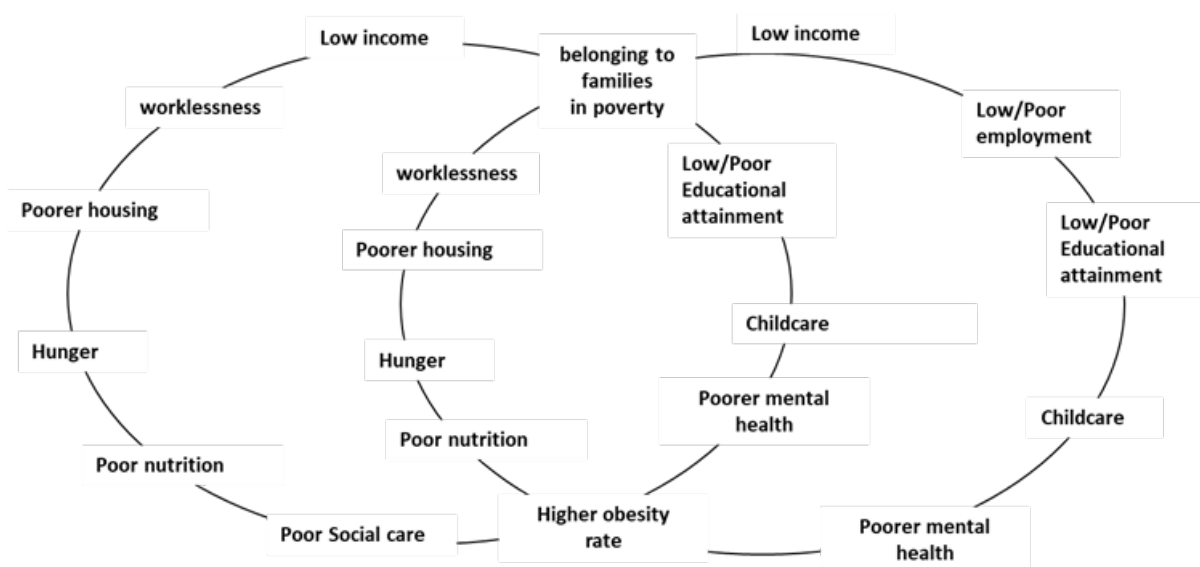 Low income
belonging to
families
in poverty
Low income
worklessness
Low/Poor
employment
worklessness
Low/Poor
Educational
attainment
Poorer housing
Low/Poor
Educational
attainment
Poorer housing
Childcare
Hunger
Hunger
Poorer mental
health
Childcare
Poor nutrition
Poor nutrition
Poor Social care
Higher obesity
rate
Poorer mental
health